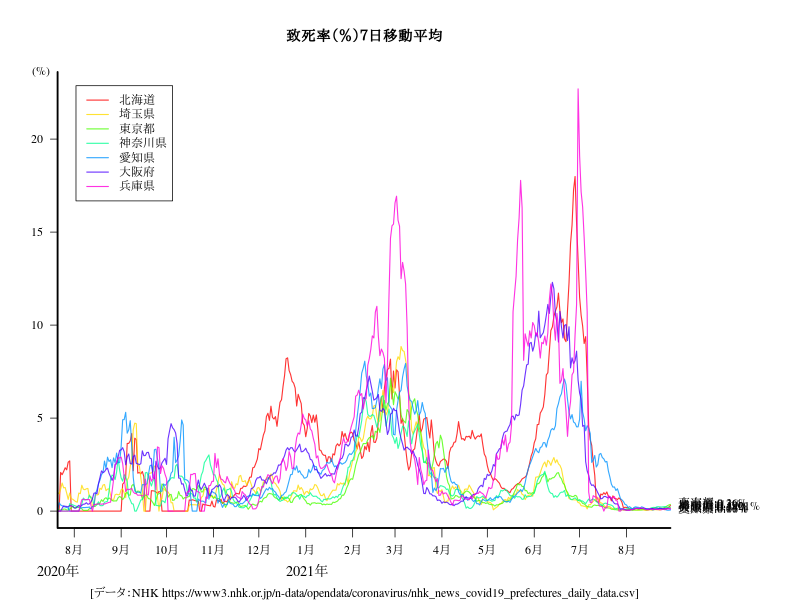 致死率(%)7日移動平均
(%)
北海道
埼玉県
東京都
神奈川県
愛知県
大阪府
兵庫県
20
15
10
5
0
8月 9月 10月 11月 12月 1月 2月 3月 4月 5月 6月 7月 8月
2020年 2021年
[データ:NHK https://www3.nhk.or.jp/n-data/opendata/coronavirus/nhk_news_covid19_prefectures_daily_data.csv]